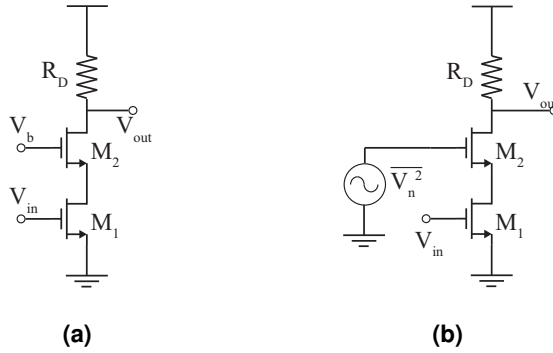 R_D
V_b
V_out
M_2
V_in
M_1
(a)
R_D
V_ou
V_n^2
M_2
M_1
V_in
(b)